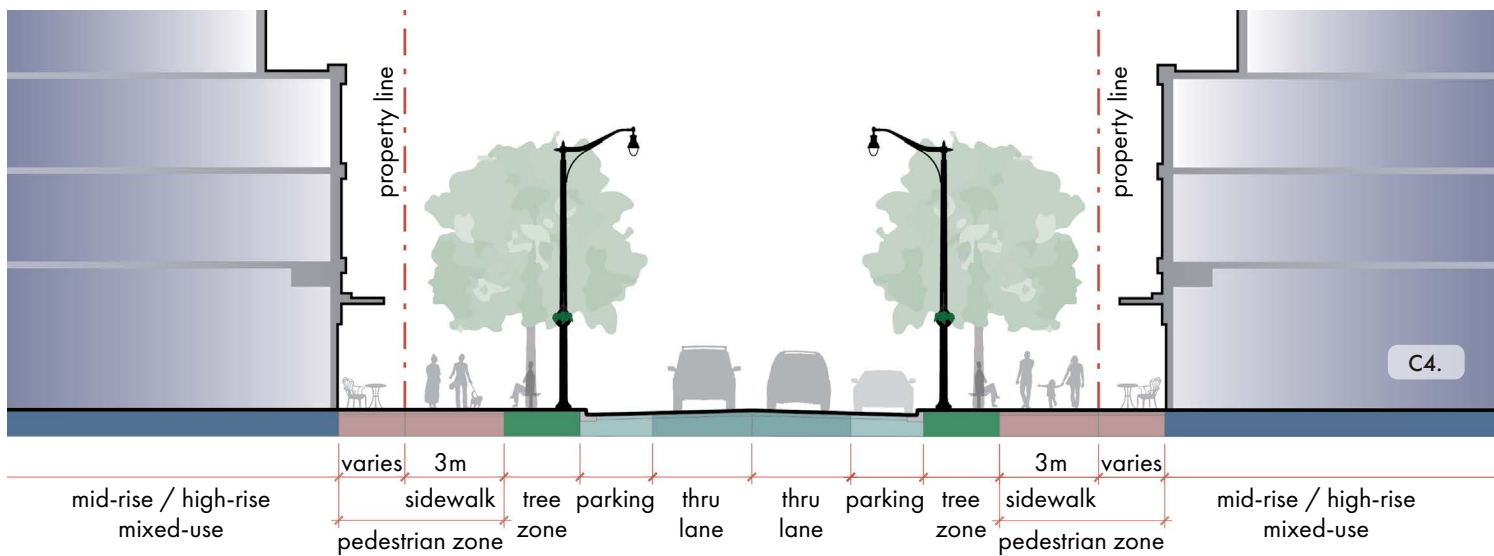 property line
property line
C4.
varies 3m 3m varies
mid-rise / high-rise
mixed-use
sidewalk
tree
zone
parking
thru
lane
thru
lane
parking
tree
zone
sidewalk
mid-rise / high-rise
mixed-use
pedestrian zone
pedestrian zone